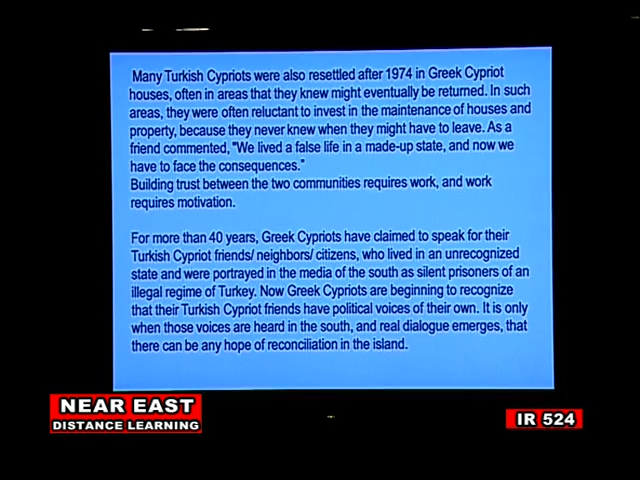 Many Turkish Cypriots were also resettled after 1974 in Greek Cypriot
houses, often in areas that they knew might eventually be returned. In such
areas, they were often reluctant to invest in the maintenance of houses and
property, because they never knew when they might have to leave. As a
friend commented, "We lived a false life in a made-up state, and now we
have to face the consequences."
Building trust between the two communities requires work, and work
requires motivation.
For more than 40 years, Greek Cypriots have claimed to speak for their
Turkish Cypriot friends/ neighbors/ citizens, who lived in an unrecognized
state and were portrayed in the media of the south as silent prisoners of an
illegal regime of Turkey. Now Greek Cypriots are beginning to recognize
that their Turkish Cypriot friends have political voices of their own. It is only
when those voices are heard in the south, and real dialogue emerges, that
there can be any hope of reconciliation in the island.
NEAR EAST
DISTANCE LEARNING
IR 524